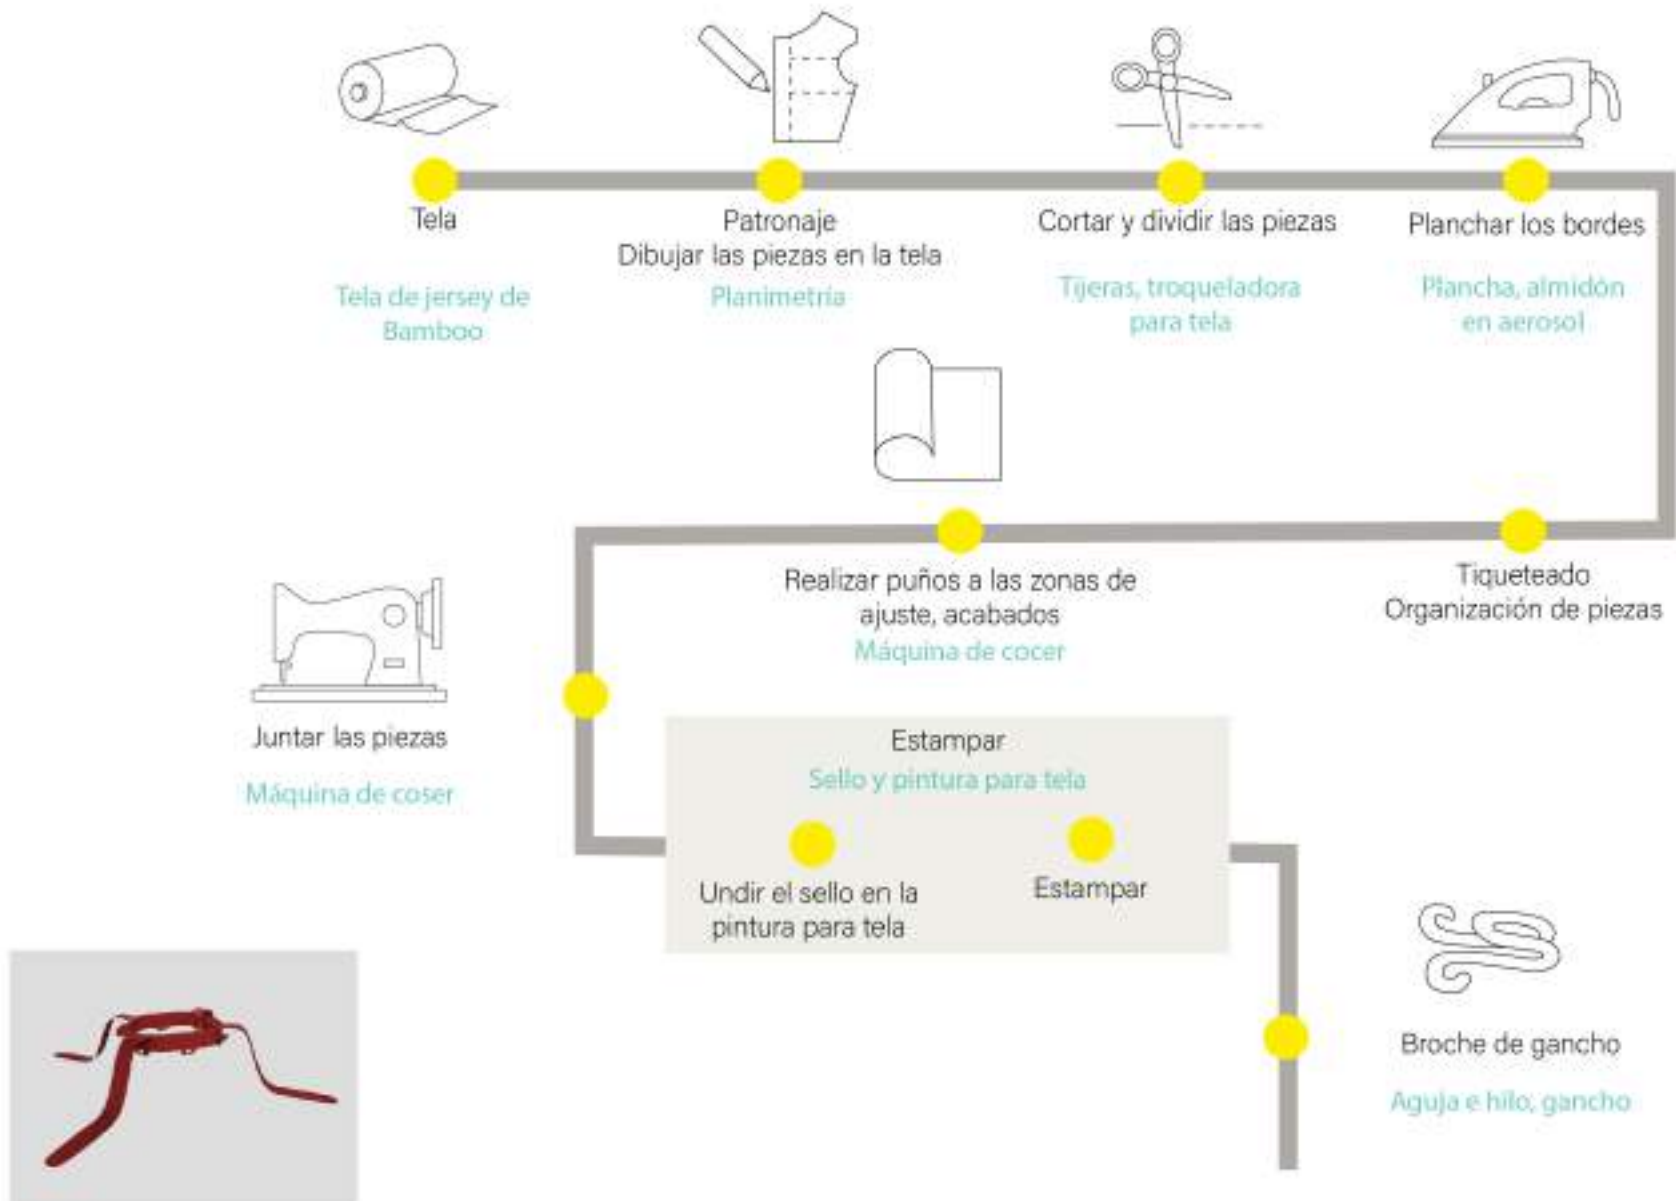 Tela
Tela de jersey de
Bamboo
Patronaje
Dibujar las piezas en la tela
Planimetría
Cortar y dividir las piezas
Tijeras, troqueladora
para tela
Planchar los bordes
Plancha, almidón
en aerosol
Tiqueteado
Organización de piezas
Realizar puños a las zonas de
ajuste, acabados
Máquina de cocer
Juntar las piezas
Máquina de coser
Estampar
Sello y pintura para tela
Undir el sello en la
pintura para tela
Estampar
Broche de gancho
Aguja e hilo, gancho